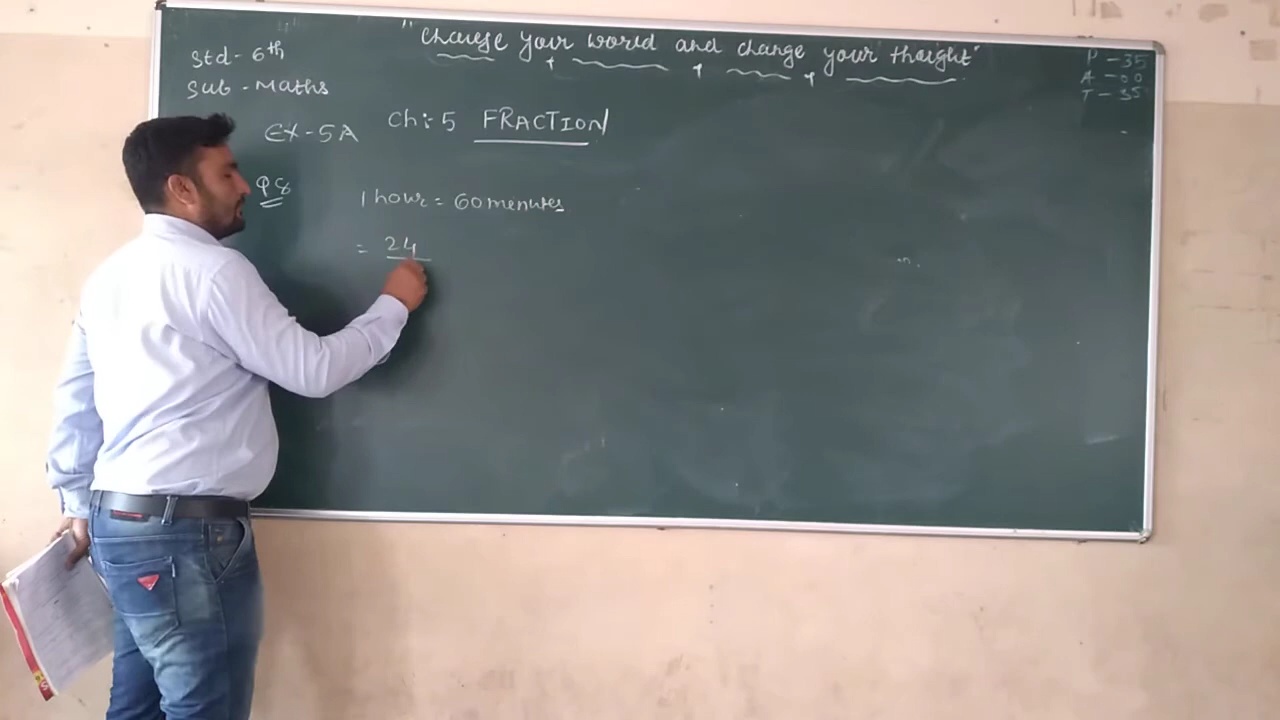 "Change your world and change your thought"
Std - 6th
Sub - Maths
P - 35
A - 00
T - 35
Ch:- 5 FRACTION
Ex - 5A
Q8
1 hour = 60 menutes
= 24